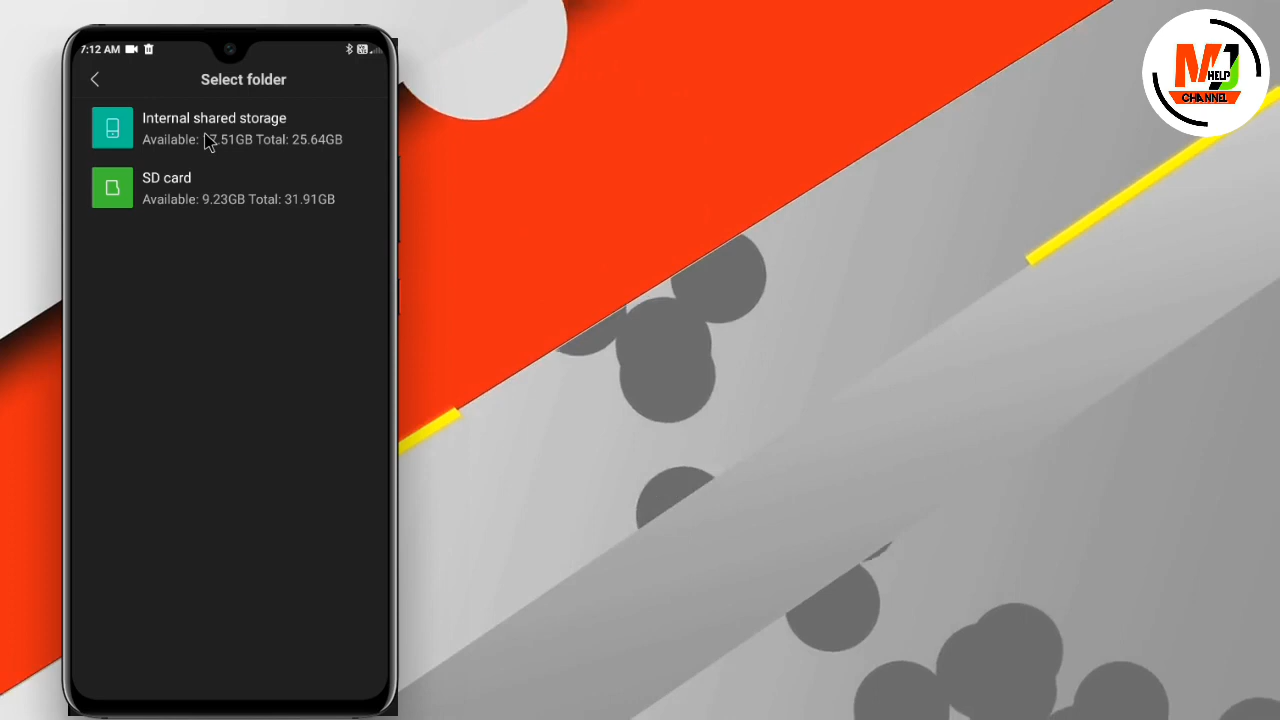 7:12 AM
Select folder
Internal shared storage
Available: .51GB Total: 25.64GB
SD card
Available: 9.23GB Total: 31.91GB
MJ
HELP
CHANNEL